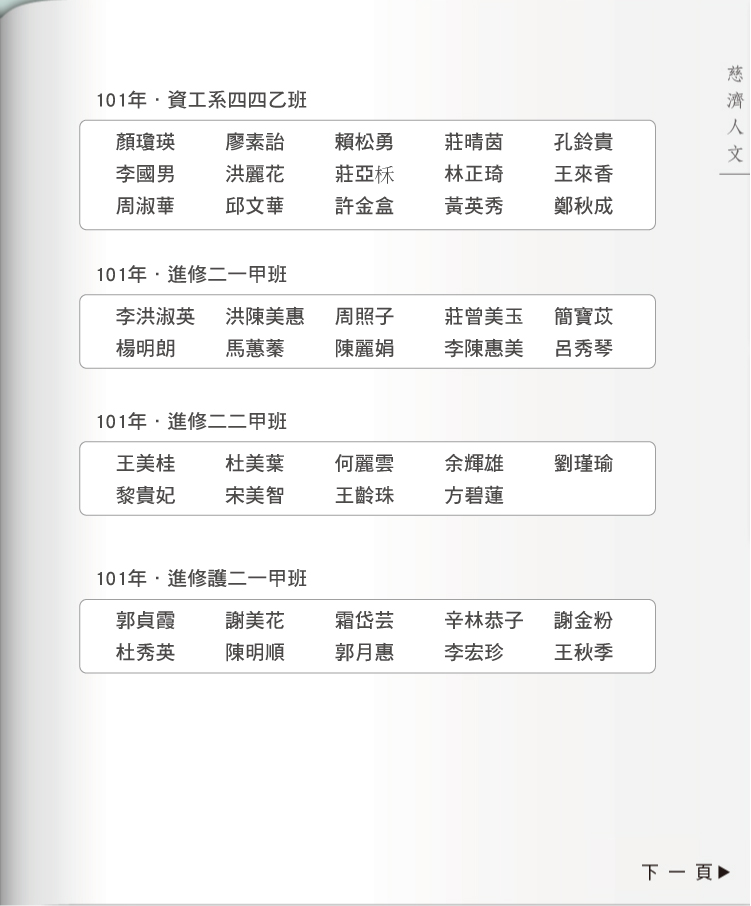 慈濟人文
101年．資工系四四乙班
顏瓊瑛 廖素詒 賴松勇 莊晴茵 孔鈴貴
李國男 洪麗花 莊亞柸 林正琦 王來香
周淑華 邱文華 許金盒 黃英秀 鄭秋成
101年．進修二一甲班
李洪淑英 洪陳美惠 周照子 莊曾美玉 簡寶苡
楊明朗 馬蕙蓁 陳麗娟 李陳惠美 呂秀琴
101年．進修二二甲班
王美桂 杜美葉 何麗雲 余輝雄 劉瑾瑜
黎貴妃 宋美智 王齡珠 方碧蓮
101年．進修護二一甲班
郭貞霞 謝美花 霜岱芸 辛林恭子 謝金粉
杜秀英 陳明順 郭月惠 李宏珍 王秋季
下一頁▶